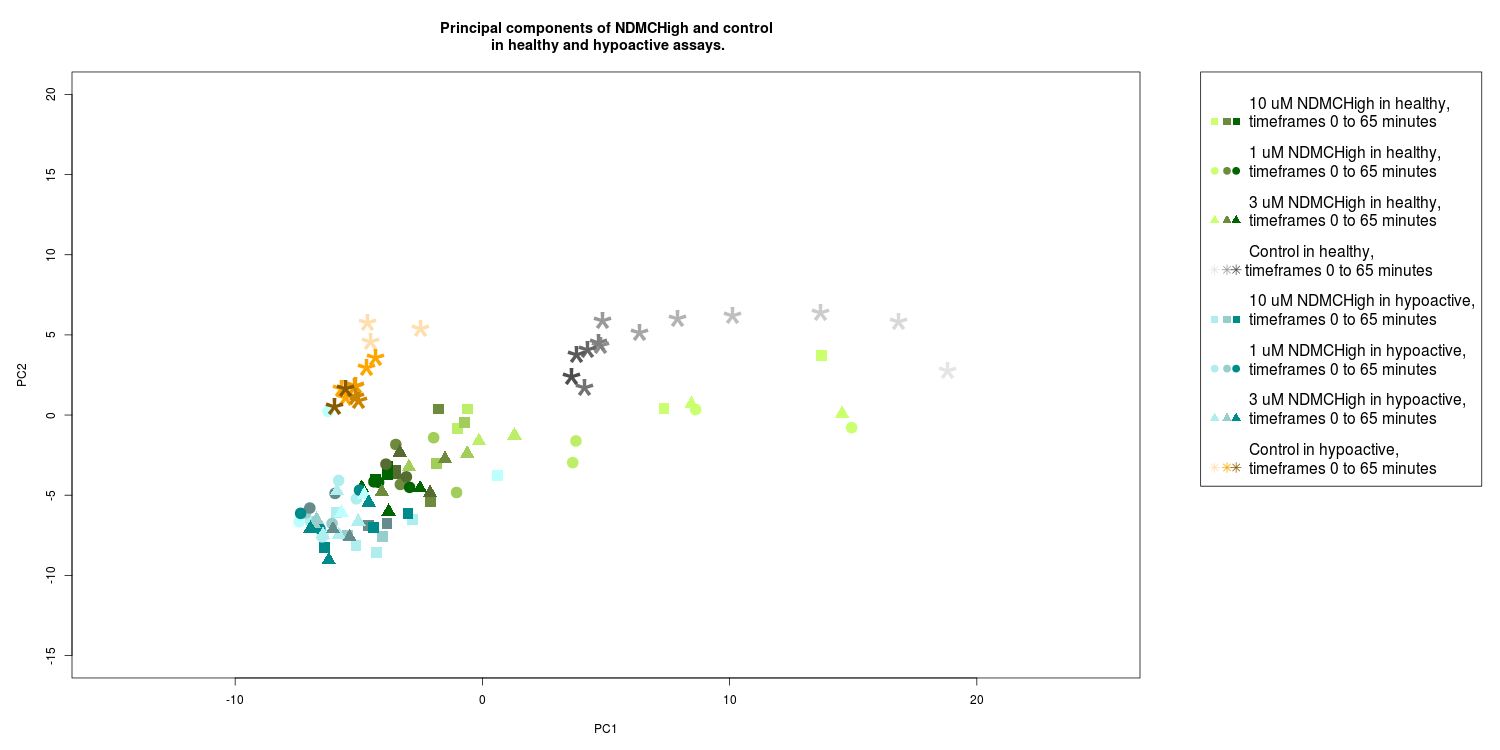 Principal components of NDMCHigh and control
in healthy and hypoactive assays.
20
15
10
5
0
-5
-10
-15
PC2
-10
0
10
20
PC1
10 uM NDMCHigh in healthy,
timeframes 0 to 65 minutes
1 uM NDMCHigh in healthy,
timeframes 0 to 65 minutes
3 uM NDMCHigh in healthy,
timeframes 0 to 65 minutes
Control in healthy,
timeframes 0 to 65 minutes
10 uM NDMCHigh in hypoactive,
timeframes 0 to 65 minutes
1 uM NDMCHigh in hypoactive,
timeframes 0 to 65 minutes
3 uM NDMCHigh in hypoactive,
timeframes 0 to 65 minutes
Control in hypoactive,
timeframes 0 to 65 minutes